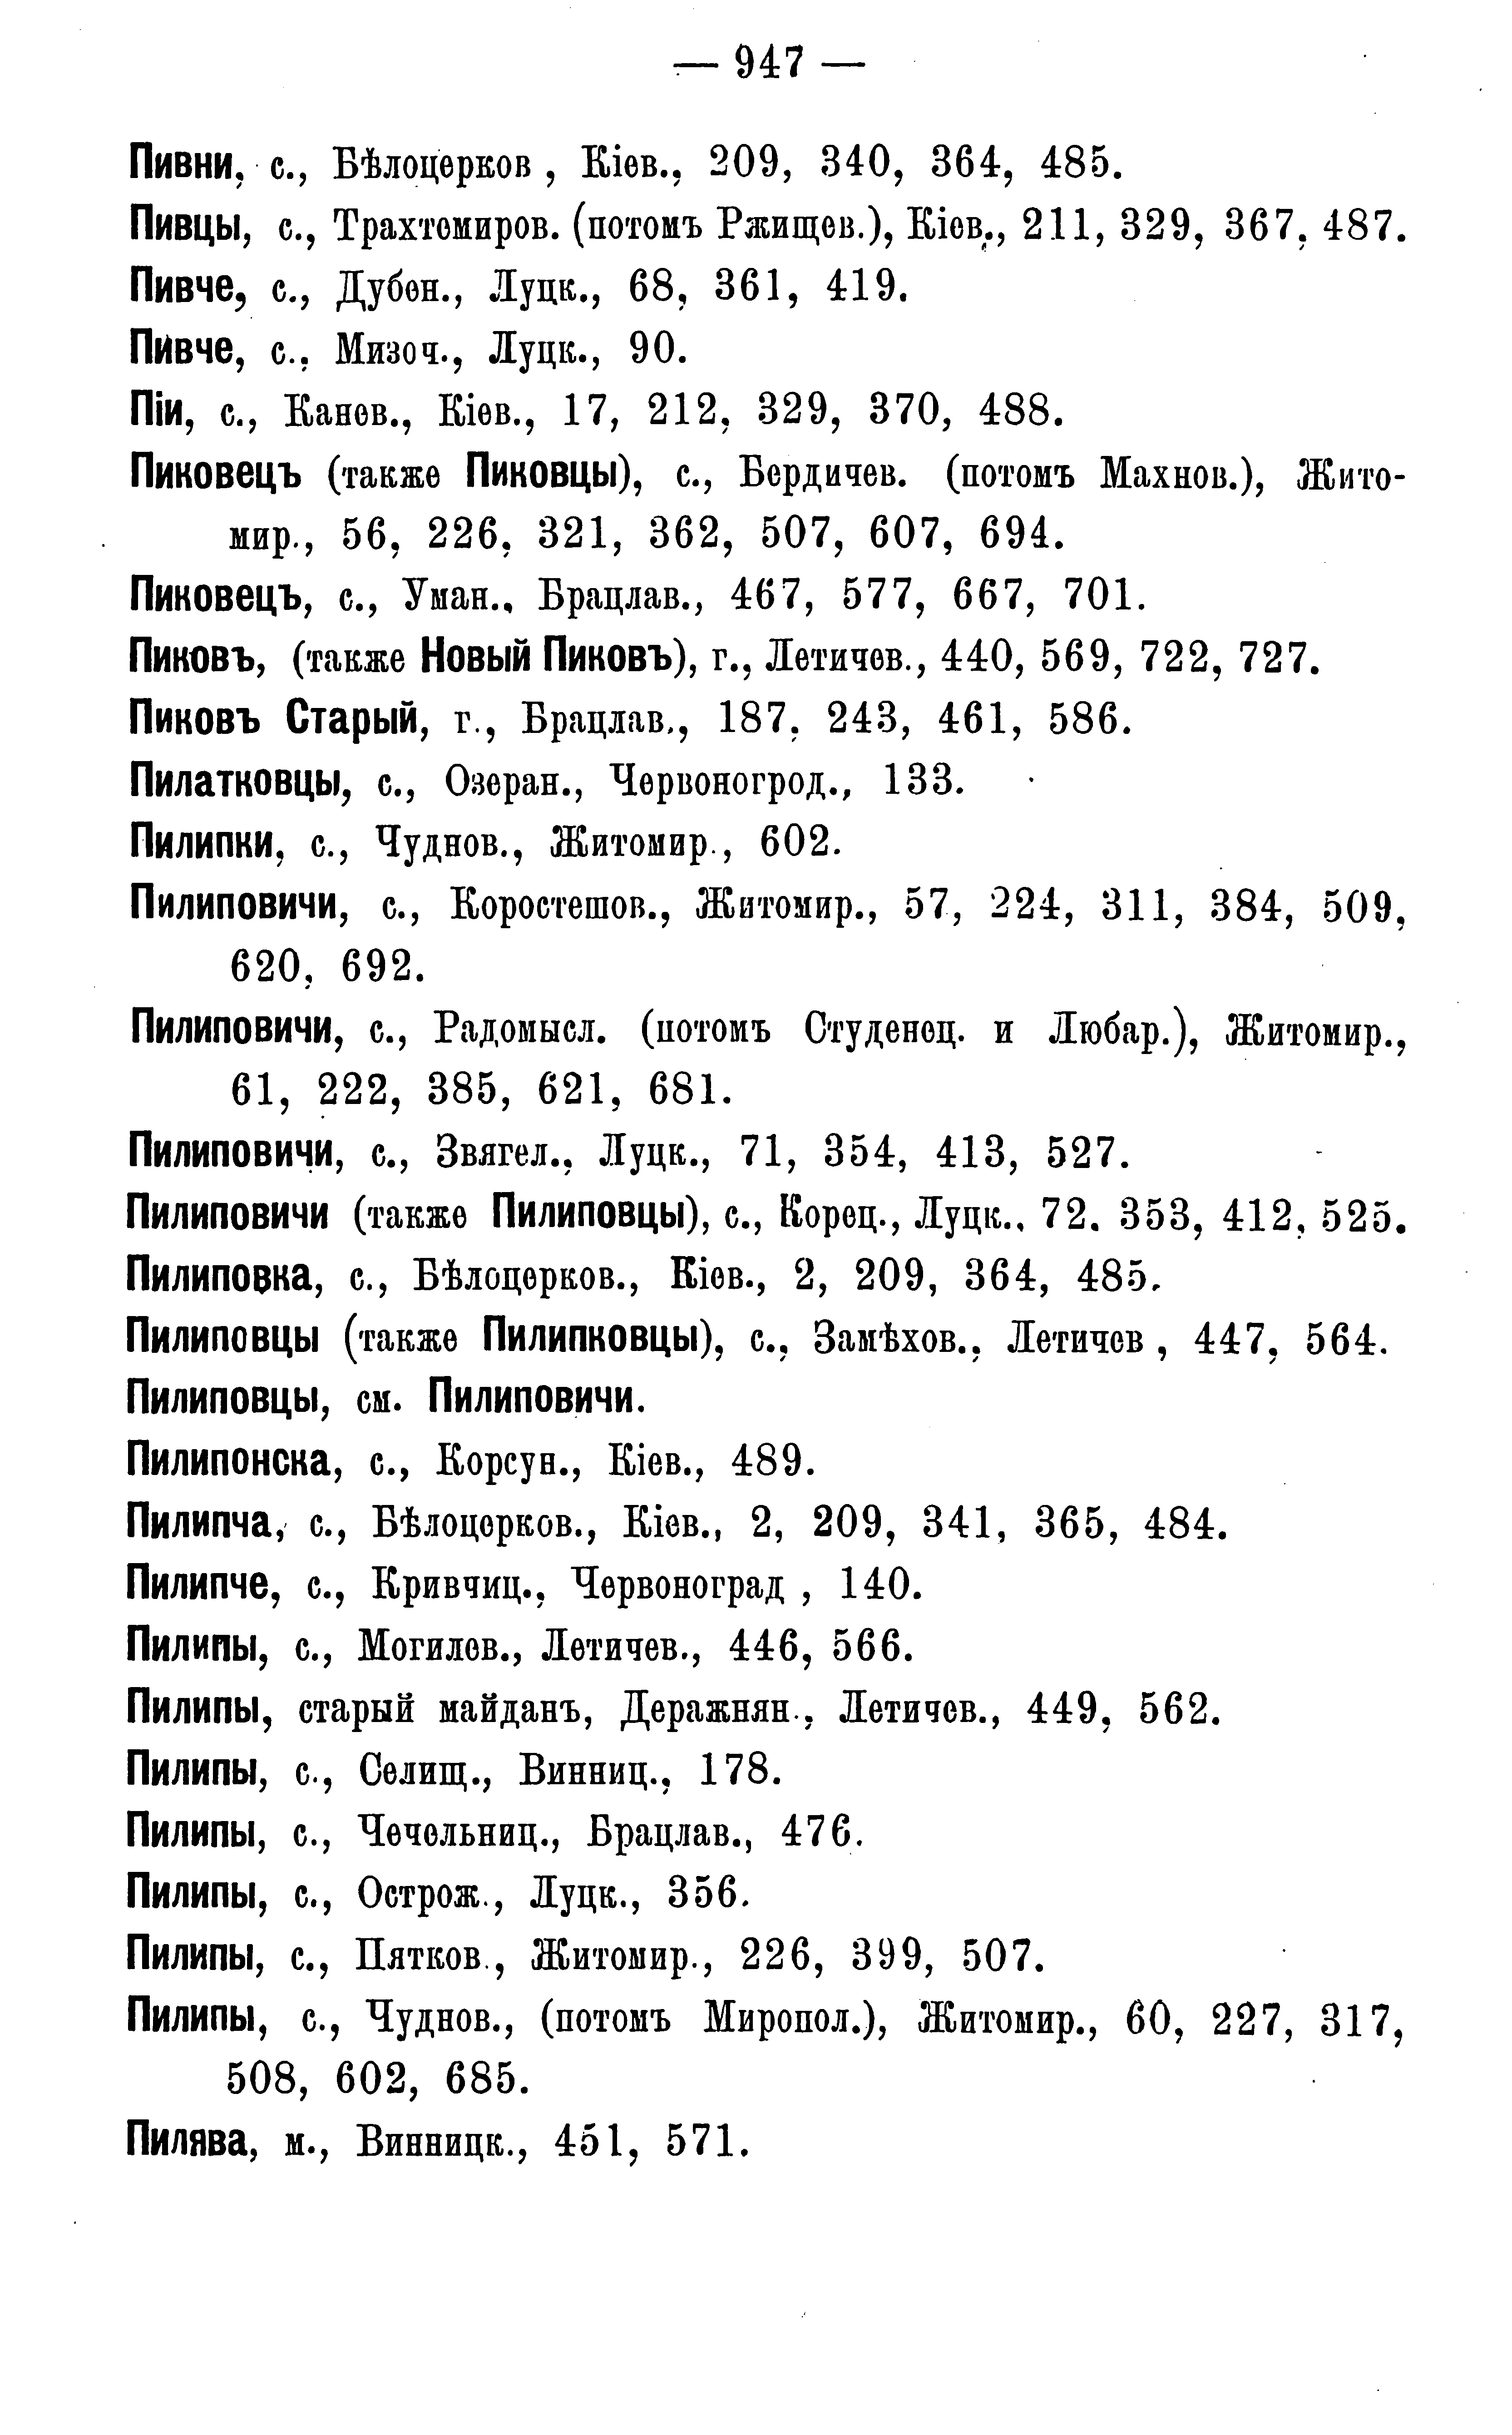 — 947 —
Пивни, с., Бѣлоцерков , Кіев., 209, 340, 364, 485.
Пивцы, с., Трахтемиров. (потомъ Ржищев.), Кіев., 211, 329, 367, 487.
Пивче, с., Дубен., Луцк., 68, 361, 419.
Пивче, с., Мизоч., Луцк., 90.
Піи, с., Канев., Кіев., 17, 212, 329, 370, 488.
Пиковецъ (также Пиковцы), с., Бердичев. (потомъ Махнов.), Жито-
мир., 56, 226, 321, 362, 507, 607, 694.
Пиковецъ, с., Уман., Брацлав., 467, 577, 667, 701.
Пиковъ, (также Новый Пиковъ), г., Летичев., 440, 569, 722, 727.
Пиковъ Старый, г., Брацлав., 187, 243, 461, 586.
Пилатковцы, с., Озеран., Червоногрод., 133.
Пилипки, с., Чуднов., Житомир., 602.
Пилиповичи, с., Коростешов., Житомир., 57, 224, 311, 384, 509,
620, 692.
Пилиповичи, с., Радомысл. (потомъ Студенец. и Любар.), Житомир.,
61, 222, 385, 621, 681.
Пилиповичи, с., Звягел., Луцк., 71, 354, 413, 527.
Пилиповичи (также Пилиповцы), с., Корец., Луцк., 72, 353, 412, 525.
Пилиповка, с., Бѣлоцерков., Кіев., 2, 209, 364, 485.
Пилиповцы (также Пилипковцы), с., Замѣхов., Летичев , 447, 564.
Пилиповцы, см. Пилиповичи.
Пилипонска, с., Корсун., Кіев., 489.
Пилипча, с., Бѣлоцерков., Кіев., 2, 209, 341, 365, 484.
Пилипче, с., Кривчиц., Червоноград , 140.
Пилипы, с., Могилев., Летичев., 446, 566.
Пилипы, старый майданъ, Деражнян., Летичев., 449, 562.
Пилипы, с., Селищ., Винниц., 178.
Пилипы, с., Чечельниц., Брацлав., 476.
Пилипы, с., Острож., Луцк., 356.
Пилипы, с., Пятков., Житомир., 226, 399, 507.
Пилипы, с., Чуднов., (потомъ Миропол.), Житомир., 60, 227, 317,
508, 602, 685.
Пилява, м., Винницк., 451, 571.